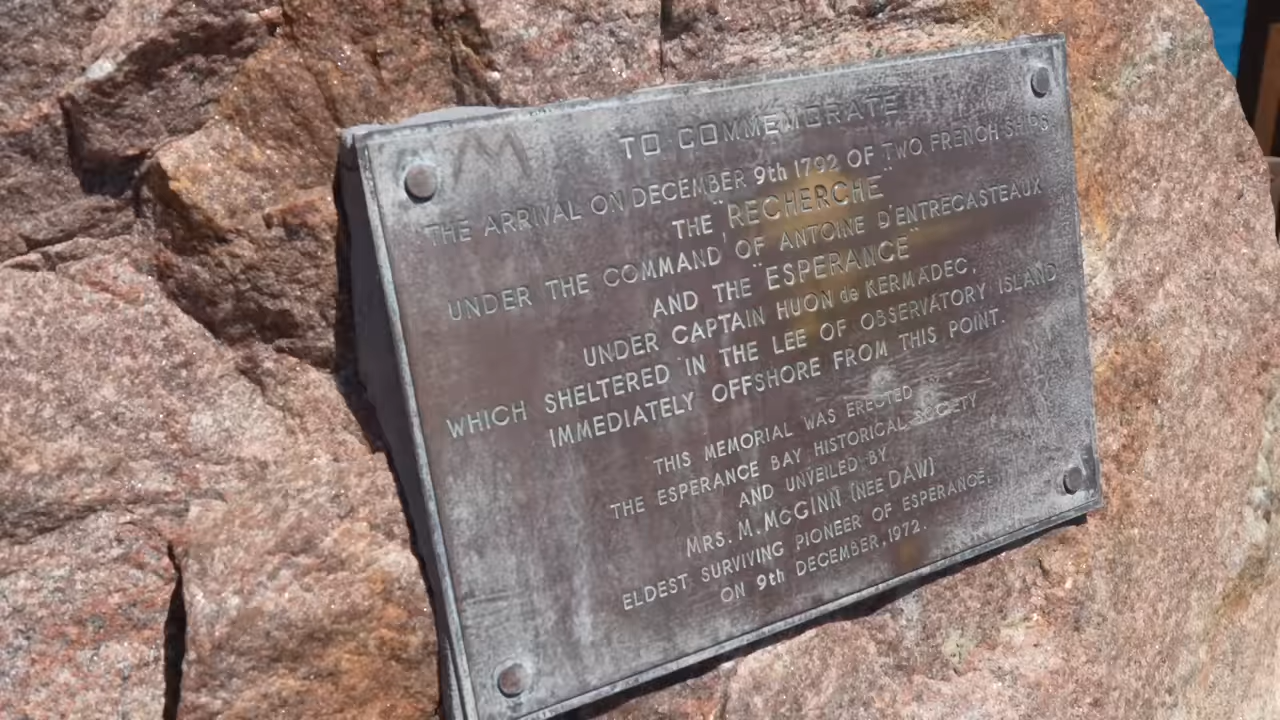 TO COMMEMORATE
THE ARRIVAL ON DECEMBER 9th 1792 OF TWO FRENCH SHIPS
THE "RECHERCHE"
UNDER THE COMMAND OF ANTOINE D'ENTRECASTEAUX
AND THE "ESPERANCE"
UNDER CAPTAIN HUON de KERMADEC,
WHICH SHELTERED IN THE LEE OF OBSERVATORY ISLAND
IMMEDIATELY OFFSHORE FROM THIS POINT.
THIS MEMORIAL WAS ERECTED
THE ESPERANCE BAY HISTORICAL SOCIETY
AND UNVEILED BY
MRS. M. McGINN (NEE DAW)
ELDEST SURVIVING PIONEER OF ESPERANCE,
ON 9th DECEMBER, 1972.